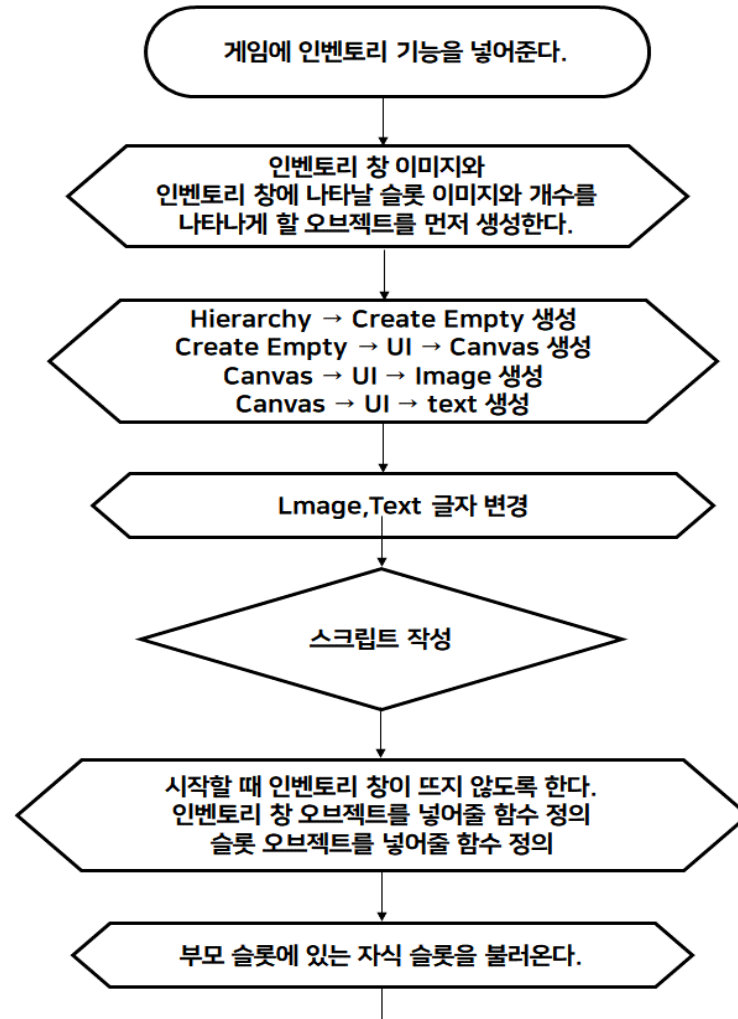 게임에 인벤토리 기능을 넣어준다.
인벤토리 창 이미지와
인벤토리 창에 나타날 슬롯 이미지와 개수를
나타나게 할 오브젝트를 먼저 생성한다.
Hierarchy → Create Empty 생성
Create Empty → UI → Canvas 생성
Canvas → UI → Image 생성
Canvas → UI → text 생성
Lmage,Text 글자 변경
스크립트 작성
시작할 때 인벤토리 창이 뜨지 않도록 한다.
인벤토리 창 오브젝트를 넣어줄 함수 정의
슬롯 오브젝트를 넣어줄 함수 정의
부모 슬롯에 있는 자식 슬롯을 불러온다.